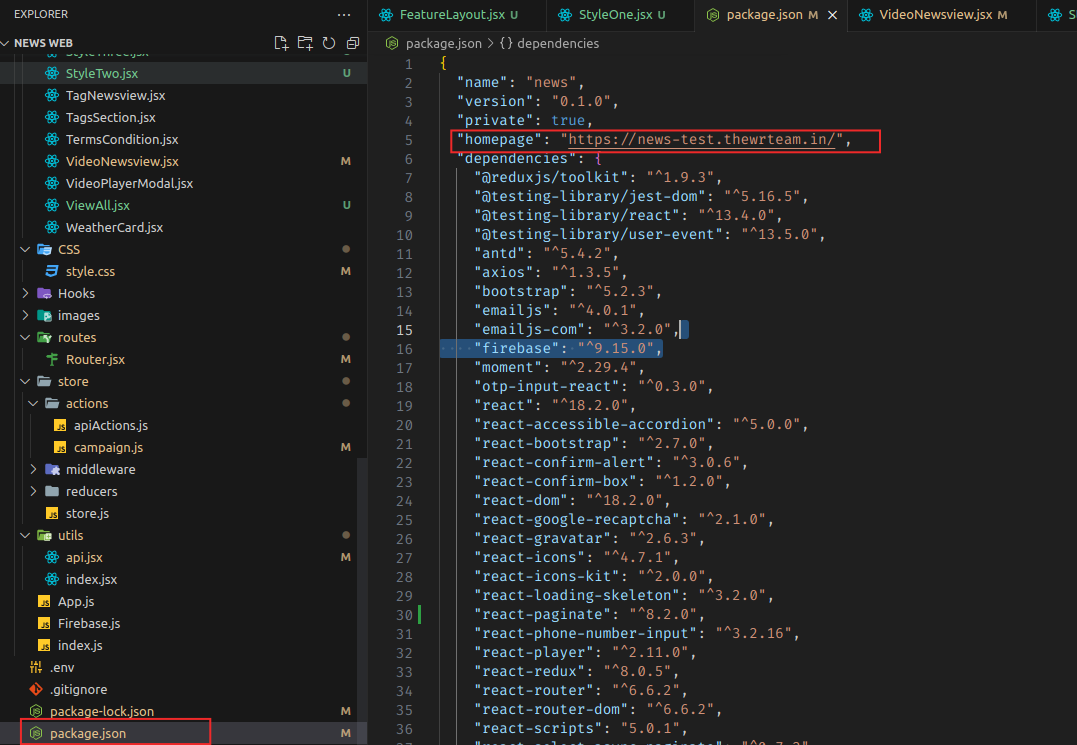 EXPLORER ···
NEWS WEB
StyleThree.jsx
StyleTwo.jsx U
TagNewsview.jsx
TagsSection.jsx
TermsCondition.jsx
VideoNewsview.jsx M
VideoPlayerModal.jsx
ViewAll.jsx U
WeatherCard.jsx
CSS
style.css M
Hooks
images
routes
Router.jsx M
store
actions
apiActions.js
campaign.js M
middleware
reducers
store.js
utils
api.jsx M
index.jsx
App.js
Firebase.js
index.js
.env
.gitignore
package-lock.json M
package.json M
FeatureLayout.jsx U
StyleOne.jsx U
package.json M
VideoNewsview.jsx M
S
package.json > {} dependencies
1 {
2 "name": "news",
3 "version": "0.1.0",
4 "private": true,
5 "homepage": "https://news-test.thewrteam.in/",
6 "dependencies": {
7 "@reduxjs/toolkit": "^1.9.3",
8 "@testing-library/jest-dom": "^5.16.5",
9 "@testing-library/react": "^13.4.0",
10 "@testing-library/user-event": "^13.5.0",
11 "antd": "^5.4.2",
12 "axios": "^1.3.5",
13 "bootstrap": "^5.2.3",
14 "emailjs": "^4.0.1",
15 "emailjs-com": "^3.2.0",
16 ····"firebase":·"^9.15.0",
17 "moment": "^2.29.4",
18 "otp-input-react": "^0.3.0",
19 "react": "^18.2.0",
20 "react-accessible-accordion": "^5.0.0",
21 "react-bootstrap": "^2.7.0",
22 "react-confirm-alert": "^3.0.6",
23 "react-confirm-box": "^1.2.0",
24 "react-dom": "^18.2.0",
25 "react-google-recaptcha": "^2.1.0",
26 "react-gravatar": "^2.6.3",
27 "react-icons": "^4.7.1",
28 "react-icons-kit": "^2.0.0",
29 "react-loading-skeleton": "^3.2.0",
30 "react-paginate": "^8.2.0",
31 "react-phone-number-input": "^3.2.16",
32 "react-player": "^2.11.0",
33 "react-redux": "^8.0.5",
34 "react-router": "^6.6.2",
35 "react-router-dom": "^6.6.2",
36 "react-scripts": "5.0.1",